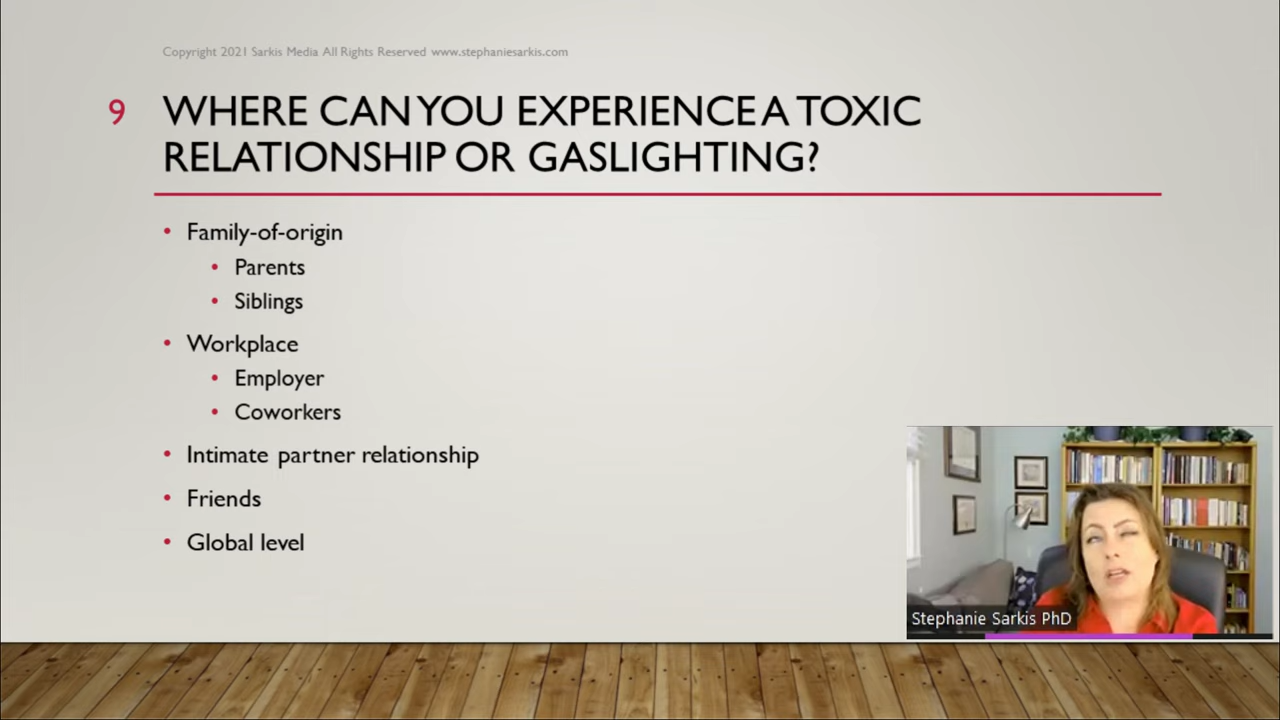 Copyright 2021 Sarkis Media All Rights Reserved www.stephaniesarkis.com
9
WHERE CAN YOU EXPERIENCE A TOXIC
RELATIONSHIP OR GASLIGHTING?
• Family-of-origin
• Parents
• Siblings
• Workplace
• Employer
• Coworkers
• Intimate partner relationship
• Friends
• Global level
Stephanie Sarkis PhD